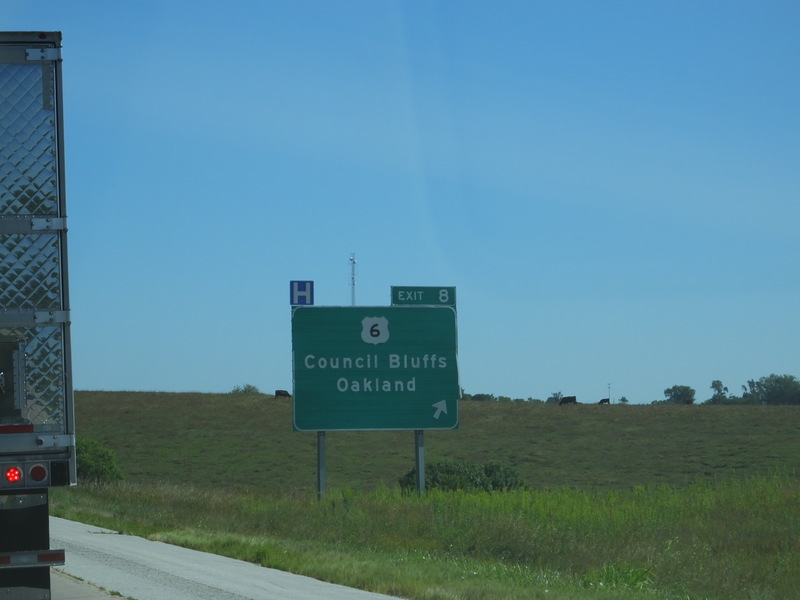 H
EXIT 8
6
Council Bluffs
Oakland